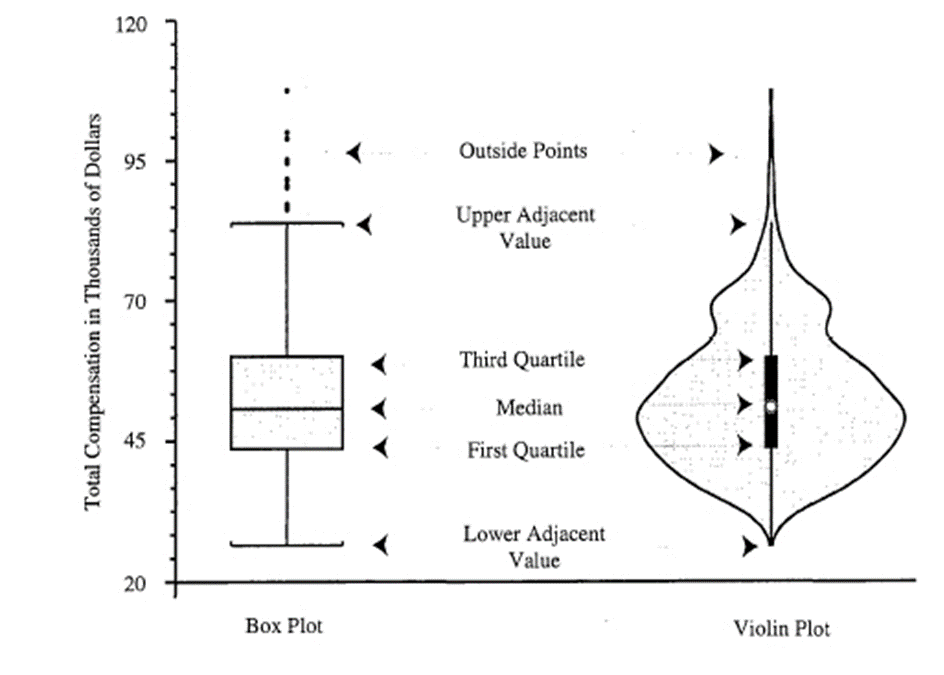 120
95
70
45
20
Total Compensation in Thousands of Dollars
Outside Points
Upper Adjacent
Value
Third Quartile
Median
First Quartile
Lower Adjacent
Value
Box Plot
Violin Plot